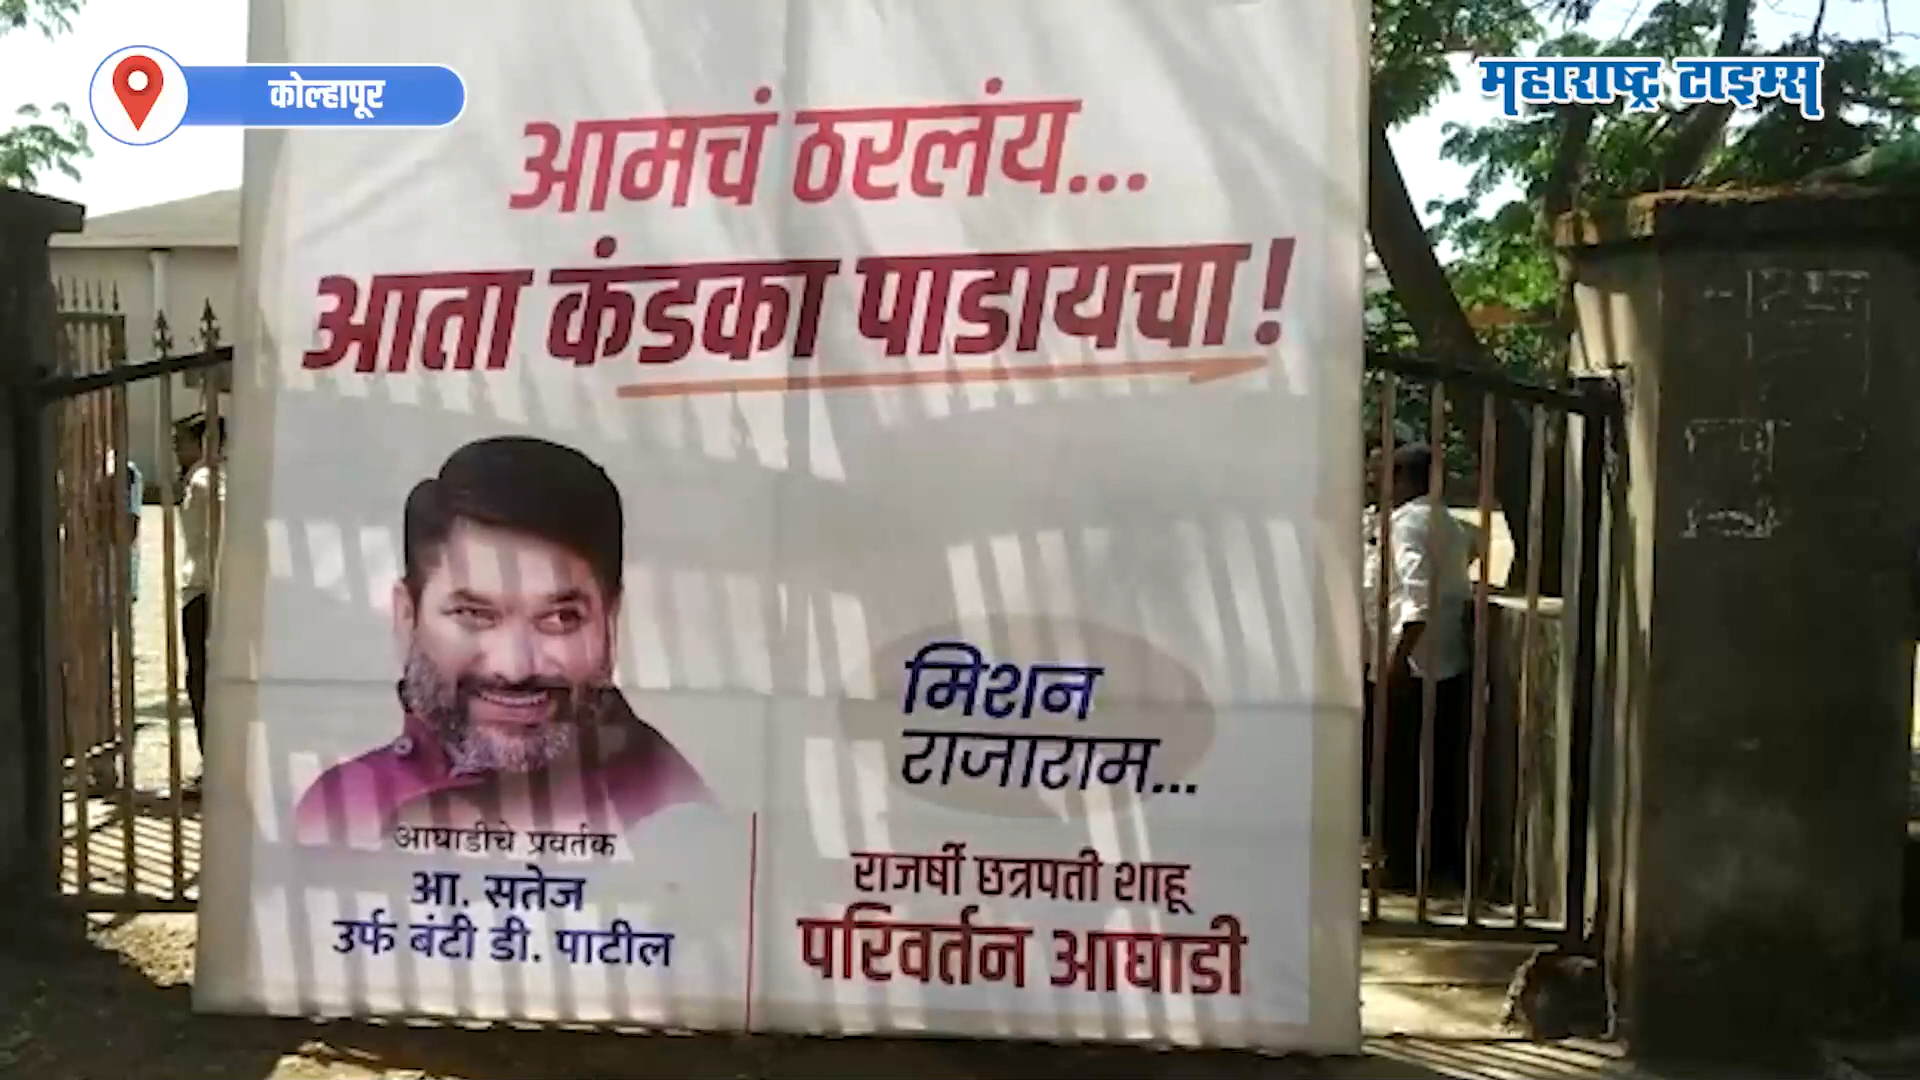 कोल्हापूर
महाराष्ट्र टाइम्स
आमचं ठरलंय...
आता कंडका पाडायचा!
मिशन
राजाराम...
आघाडीचे प्रवर्तक
आ. सतेज
उर्फ बंटी डी. पाटील
राजर्षी छत्रपती शाहू
परिवर्तन आघाडी